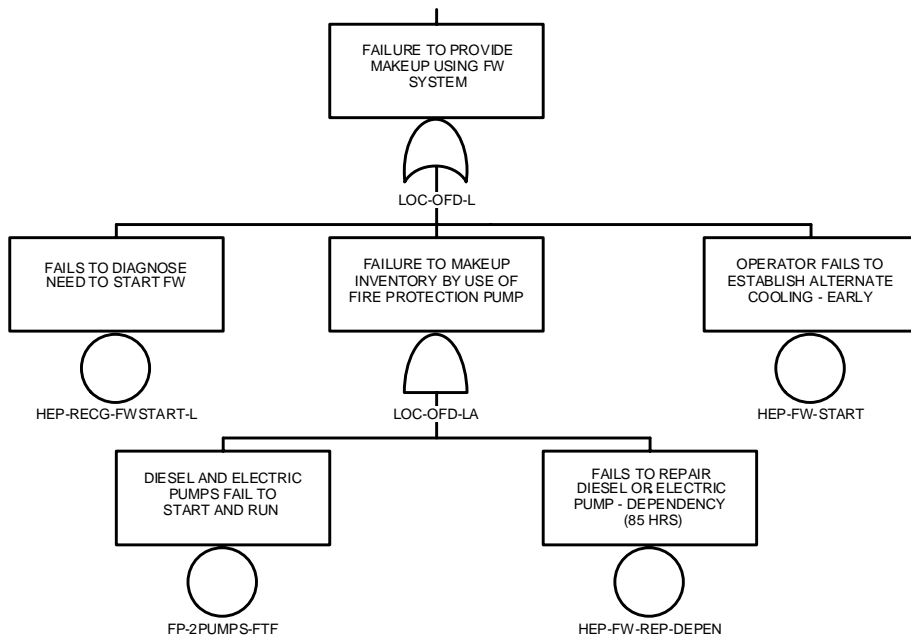 FAILURE TO PROVIDE
MAKEUP USING FW
SYSTEM
LOC-OFD-L
FAILS TO DIAGNOSE
NEED TO START FW
FAILURE TO MAKEUP
INVENTORY BY USE OF
FIRE PROTECTION PUMP
OPERATOR FAILS TO
ESTABLISH ALTERNATE
COOLING - EARLY
HEP-RECG-FWSTART-L
LOC-OFD-LA
HEP-FW-START
DIESEL AND ELECTRIC
PUMPS FAIL TO
START AND RUN
FAILS TO REPAIR
DIESEL OR ELECTRIC
PUMP - DEPENDENCY
(85 HRS)
FP-2PUMPS-FTF
HEP-FW-REP-DEPEN